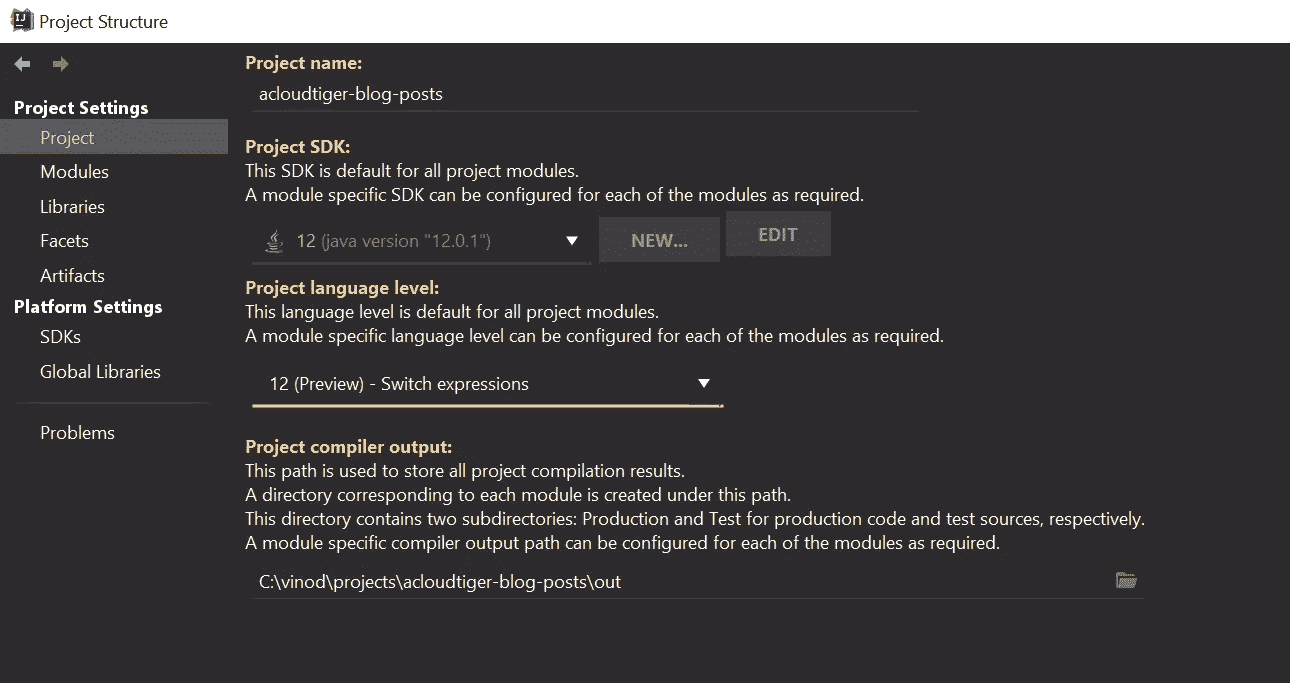 IJ Project Structure
Project Settings
Project
Modules
Libraries
Facets
Artifacts
Platform Settings
SDKs
Global Libraries
Problems
Project name:
acloudtiger-blog-posts
Project SDK:
This SDK is default for all project modules.
A module specific SDK can be configured for each of the modules as required.
12 (java version "12.0.1") NEW... EDIT
Project language level:
This language level is default for all project modules.
A module specific language level can be configured for each of the modules as required.
12 (Preview) - Switch expressions
Project compiler output:
This path is used to store all project compilation results.
A directory corresponding to each module is created under this path.
This directory contains two subdirectories: Production and Test for production code and test sources, respectively.
A module specific compiler output path can be configured for each of the modules as required.
C:\vinod\projects\acloudtiger-blog-posts\out